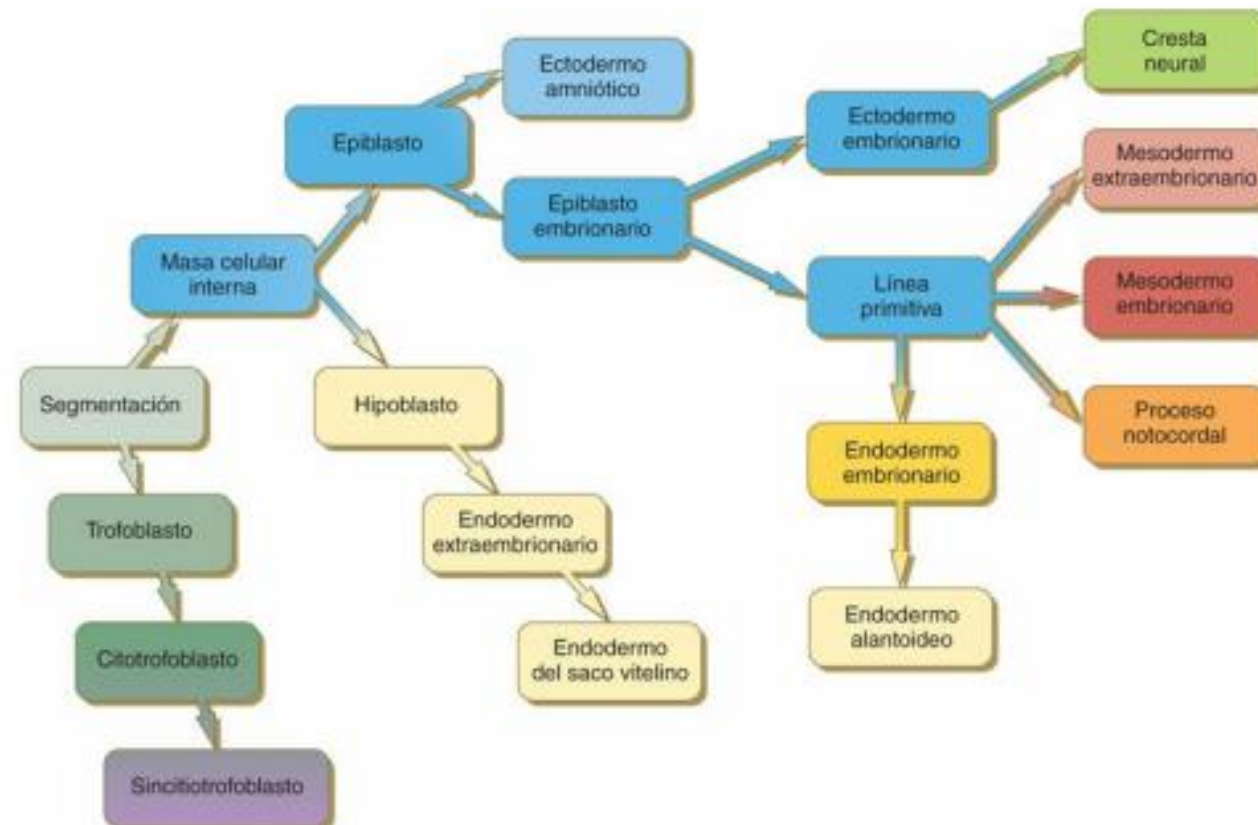 Cresta
neural
Ectodermo
amniótico
Epiblasto
Ectodermo
embrionario
Mesodermo
extraembrionario
Epiblasto
embrionario
Masa celular
interna
Línea
primitiva
Mesodermo
embrionario
Segmentación
Hipoblasto
Proceso
notocordal
Endodermo
embrionario
Trofoblasto
Endodermo
extraembrionario
Endodermo
alantoideo
Citotrofoblasto
Endodermo
del saco vitelino
Sincitiotrofoblasto